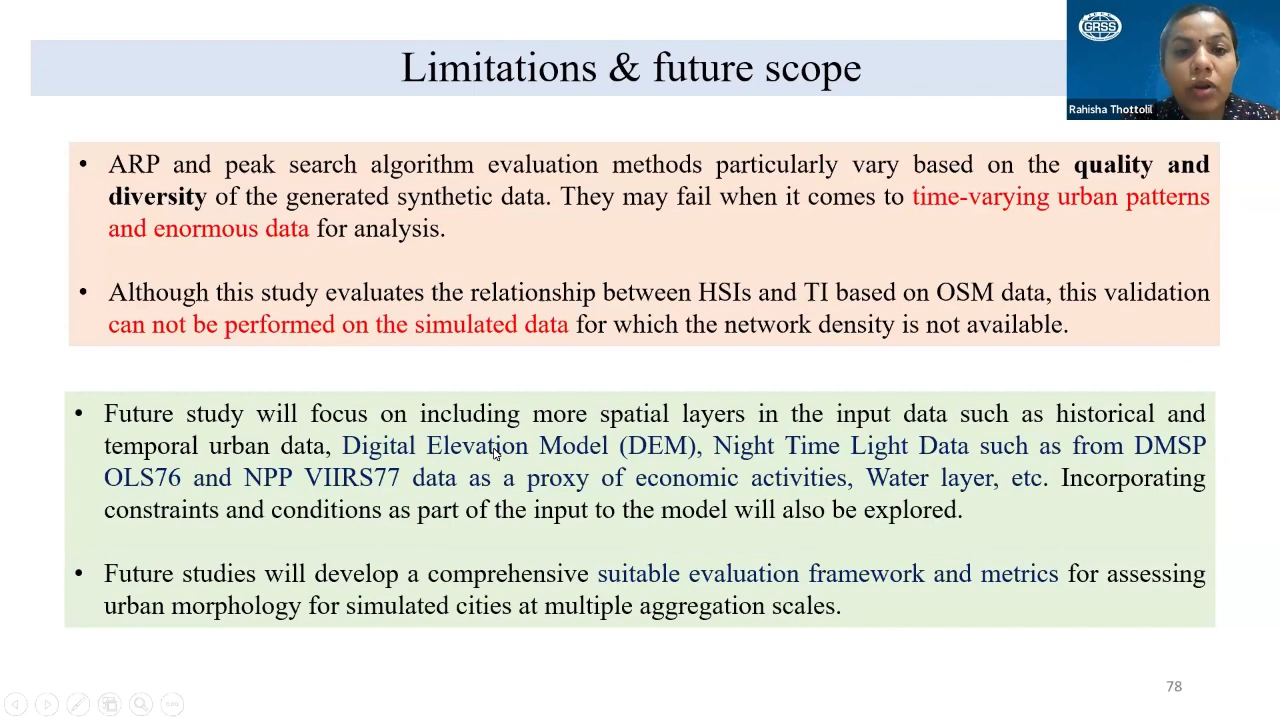 Limitations & future scope
GRSS
Rahisha Thottolil
• ARP and peak search algorithm evaluation methods particularly vary based on the quality and
diversity of the generated synthetic data. They may fail when it comes to time-varying urban patterns
and enormous data for analysis.
• Although this study evaluates the relationship between HSIs and TI based on OSM data, this validation
can not be performed on the simulated data for which the network density is not available.
• Future study will focus on including more spatial layers in the input data such as historical and
temporal urban data, Digital Elevation Model (DEM), Night Time Light Data such as from DMSP
OLS76 and NPP VIIRS77 data as a proxy of economic activities, Water layer, etc. Incorporating
constraints and conditions as part of the input to the model will also be explored.
• Future studies will develop a comprehensive suitable evaluation framework and metrics for assessing
urban morphology for simulated cities at multiple aggregation scales.
78